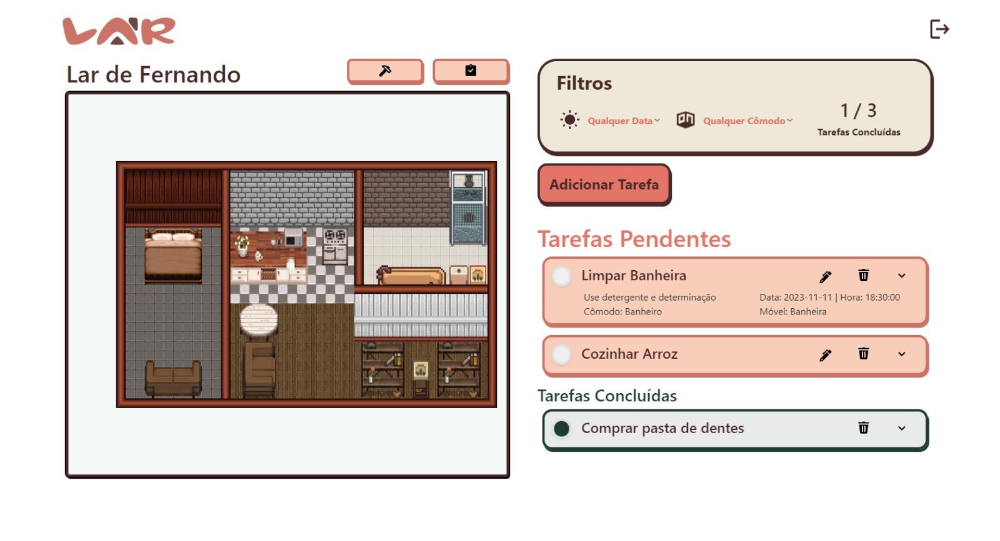 LAR
Lar de Fernando
Filtros
Qualquer Data
Qualquer Cômodo
1 / 3
Tarefas Concluídas
Adicionar Tarefa
Tarefas Pendentes
Limpar Banheira
Use detergente e determinação
Data: 2023-11-11 | Hora: 18:30:00
Cômodo: Banheiro
Móvel: Banheira
Cozinhar Arroz
Tarefas Concluídas
Comprar pasta de dentes